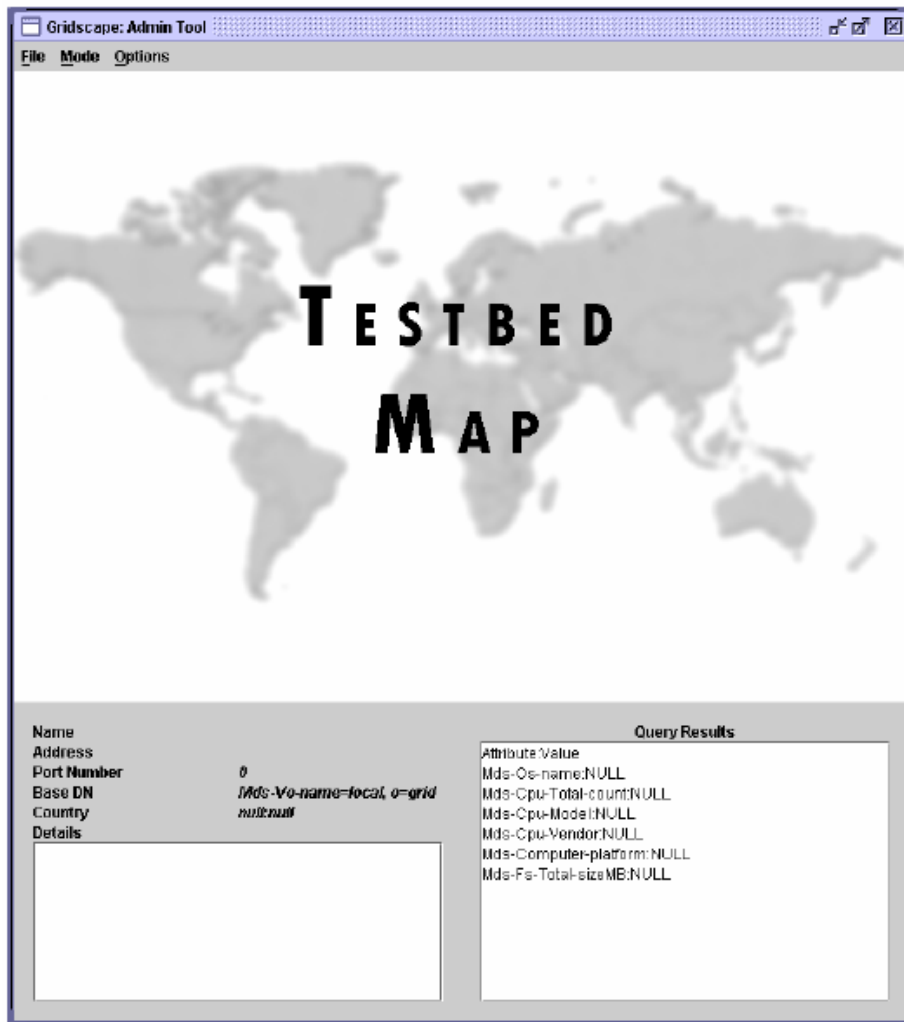 Gridscape: Admin Tool
File Mode Options
TESTBED
MAP
Name
Address
Port Number 0
Base DN Mds-Vo-name=local, o=grid
Country null:null
Details
Query Results
Attribute:Value
Mds-Os-name:NULL
Mds-Cpu-Total-count:NULL
Mds-Cpu-Model:NULL
Mds-Cpu-Vendor:NULL
Mds-Computer-platform:NULL
Mds-Fs-Total-sizeMB:NULL